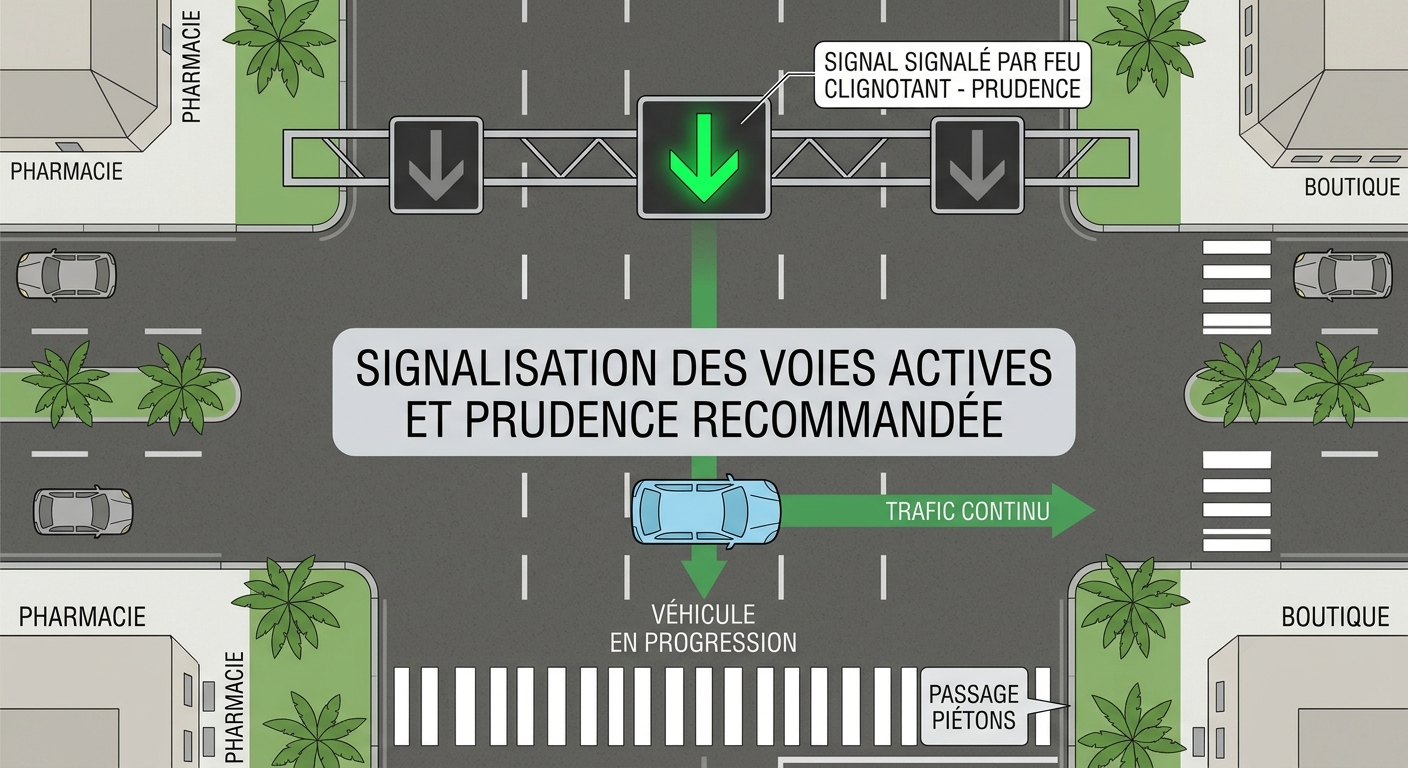 PHARMACIE
PHARMACIE
SIGNAL SIGNALÉ PAR FEU
CLIGNOTANT - PRUDENCE
BOUTIQUE
SIGNALISATION DES VOIES ACTIVES
ET PRUDENCE RECOMMANDÉE
TRAFIC CONTINU
VÉHICULE
EN PROGRESSION
PHARMACIE
PHARMACIE
BOUTIQUE
PASSAGE
PIÉTONS